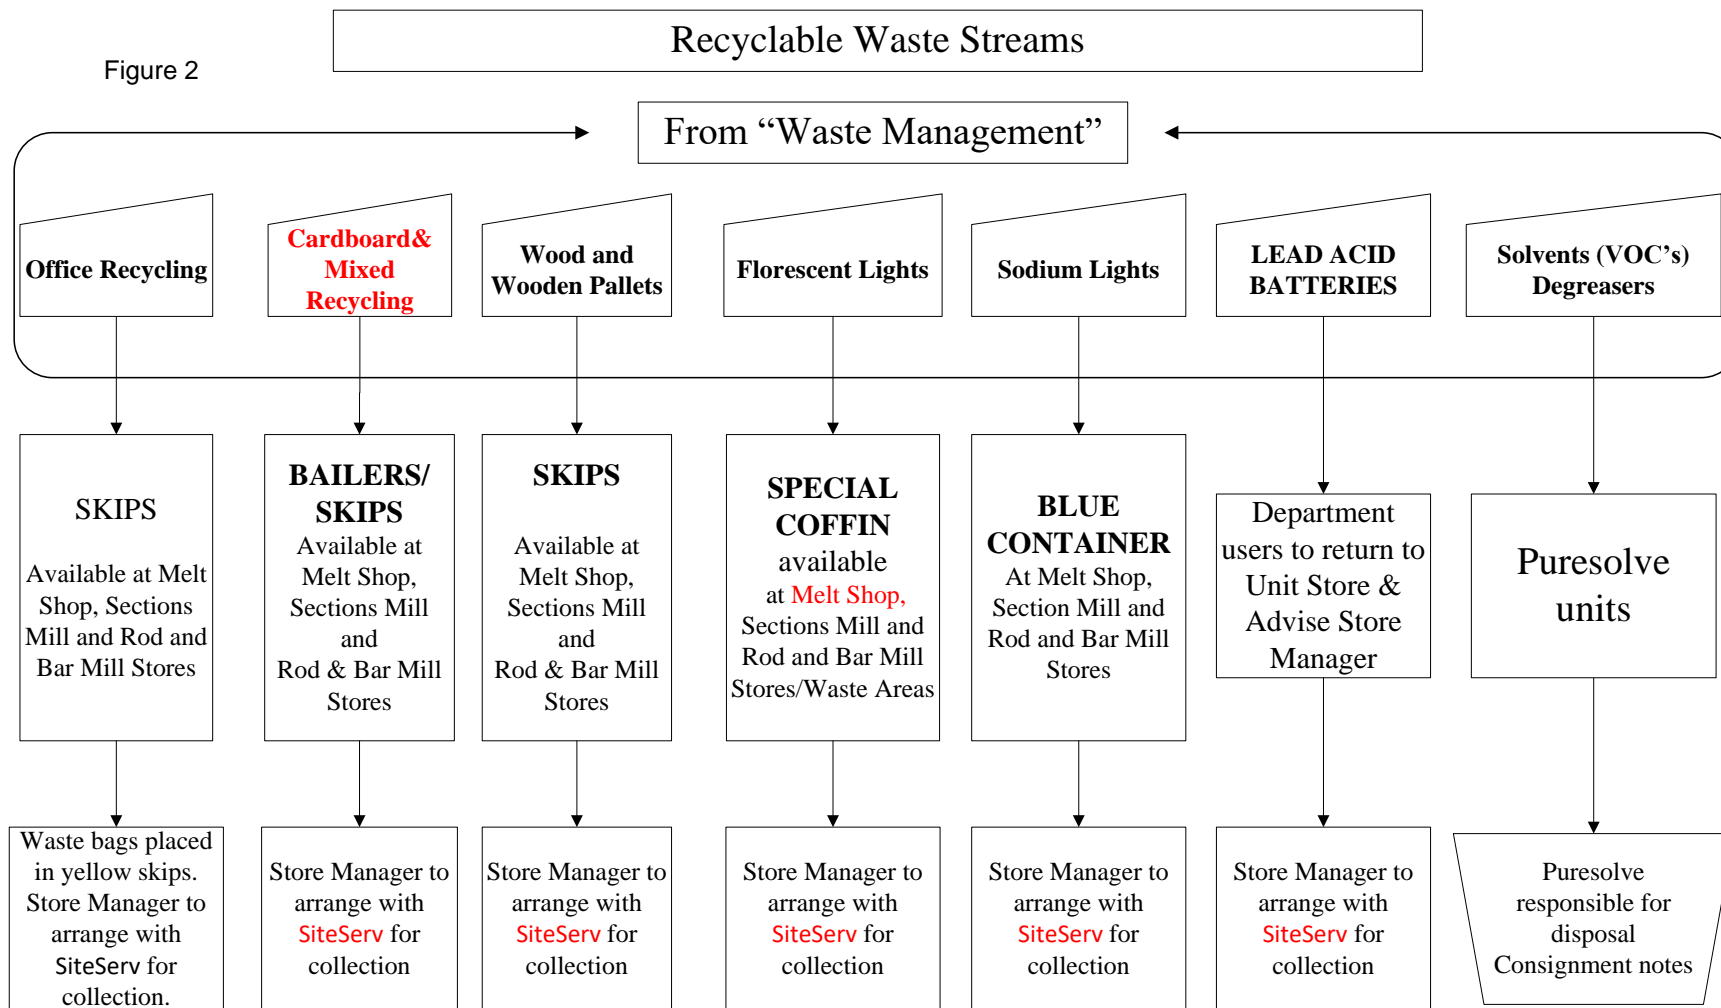 Recyclable Waste Streams
Figure 2
From “Waste Management”
Office Recycling
Cardboard&
Mixed
Recycling
Wood and
Wooden Pallets
Florescent Lights
Sodium Lights
LEAD ACID
BATTERIES
Solvents (VOC’s)
Degreasers
SKIPS
Available at Melt
Shop, Sections
Mill and Rod and
Bar Mill Stores
BAILERS/
SKIPS
Available at
Melt Shop,
Sections Mill
and
Rod & Bar Mill
Stores
SKIPS
Available at
Melt Shop,
Sections Mill
and
Rod & Bar Mill
Stores
SPECIAL
COFFIN
available
at Melt Shop,
Sections Mill and
Rod and Bar Mill
Stores/Waste Areas
BLUE
CONTAINER
At Melt Shop,
Section Mill and
Rod and Bar Mill
Stores
Department
users to return to
Unit Store &
Advise Store
Manager
Puresolve
units
Waste bags placed
in yellow skips.
Store Manager to
arrange with
SiteServ for
collection.
Store Manager to
arrange with
SiteServ for
collection
Store Manager to
arrange with
SiteServ for
collection
Store Manager to
arrange with
SiteServ for
collection
Store Manager to
arrange with
SiteServ for
collection
Store Manager to
arrange with
SiteServ for
collection
Puresolve
responsible for
disposal
Consignment notes